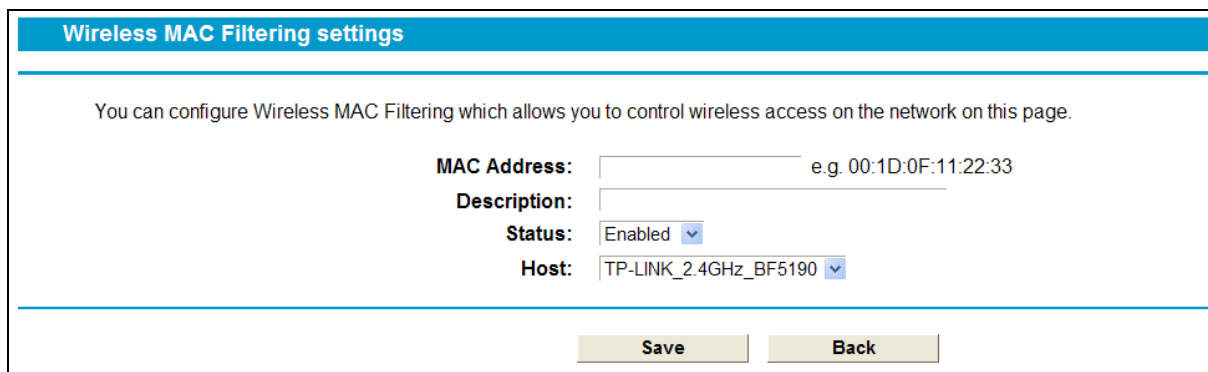 Wireless MAC Filtering settings
You can configure Wireless MAC Filtering which allows you to control wireless access on the network on this page.
MAC Address: e.g. 00:1D:0F:11:22:33
Description:
Status: Enabled
Host: TP-LINK_2.4GHz_BF5190
Save Back